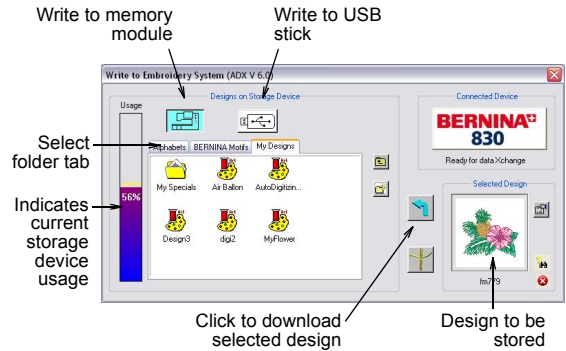 Write to memory
module
Write to USB
stick
Write to Embroidery System (ADX V 6.0)
Usage
Designs on Storage Device
Connected Device
BERNINA
830
Ready for data Xchange
Select
folder tab
Alphabets
BERNINA Motifs
My Designs
My Specials
Air Ballon
AutoDigitizin...
Design3
digi2
MyFlower
56%
Indicates
current
storage
device
usage
Selected Design
fm779
Click to download
selected design
Design to be
stored